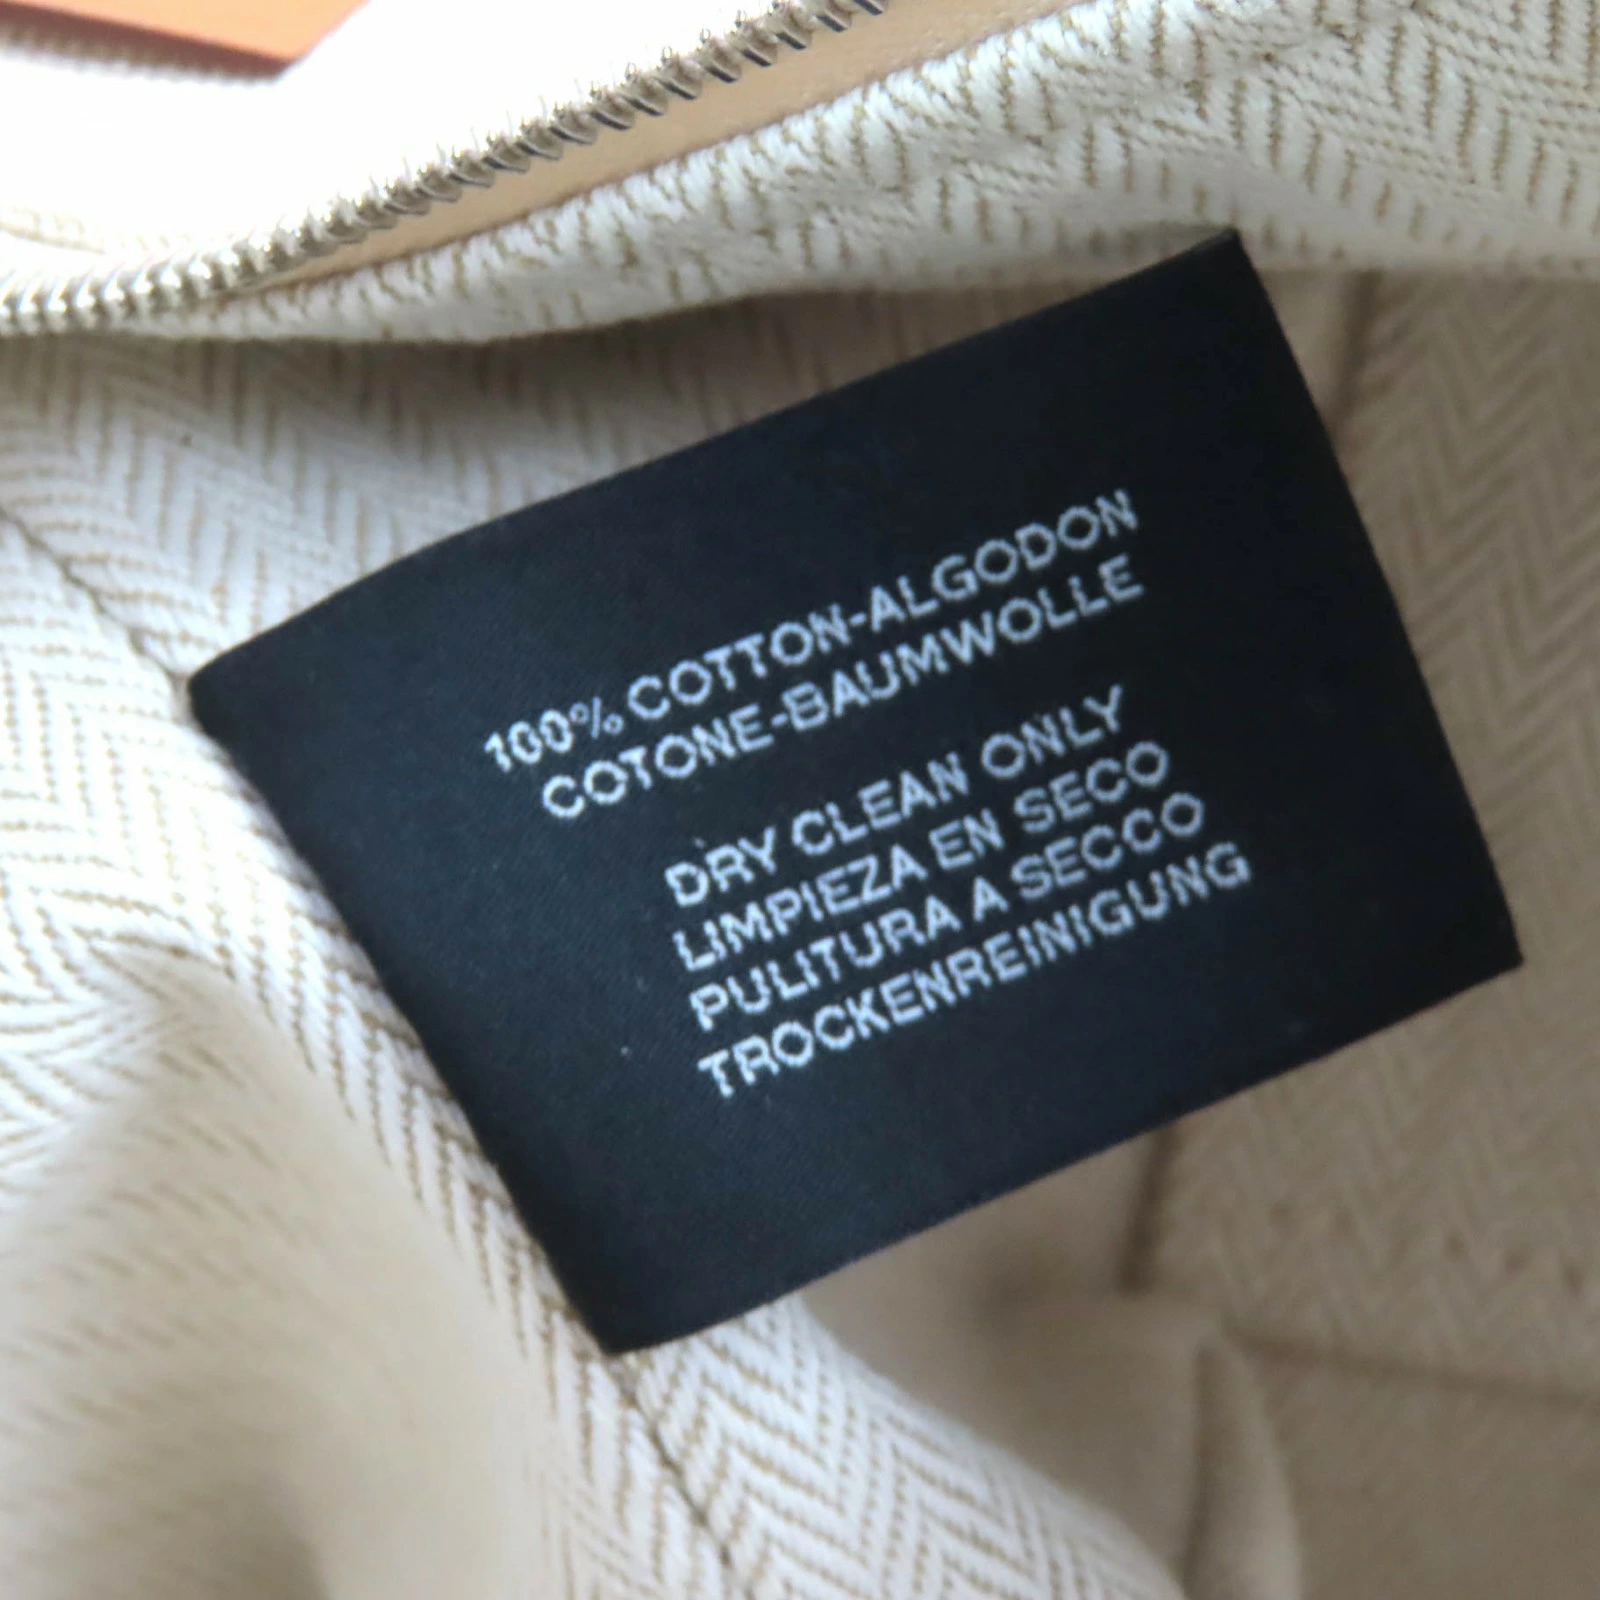 100% COTTON-ALGODON
COTONE-BAUMWOLLE
DRY CLEAN ONLY
LIMPIEZA EN SECO
PULITURA A SECCO
TROCKENREINIGUNG